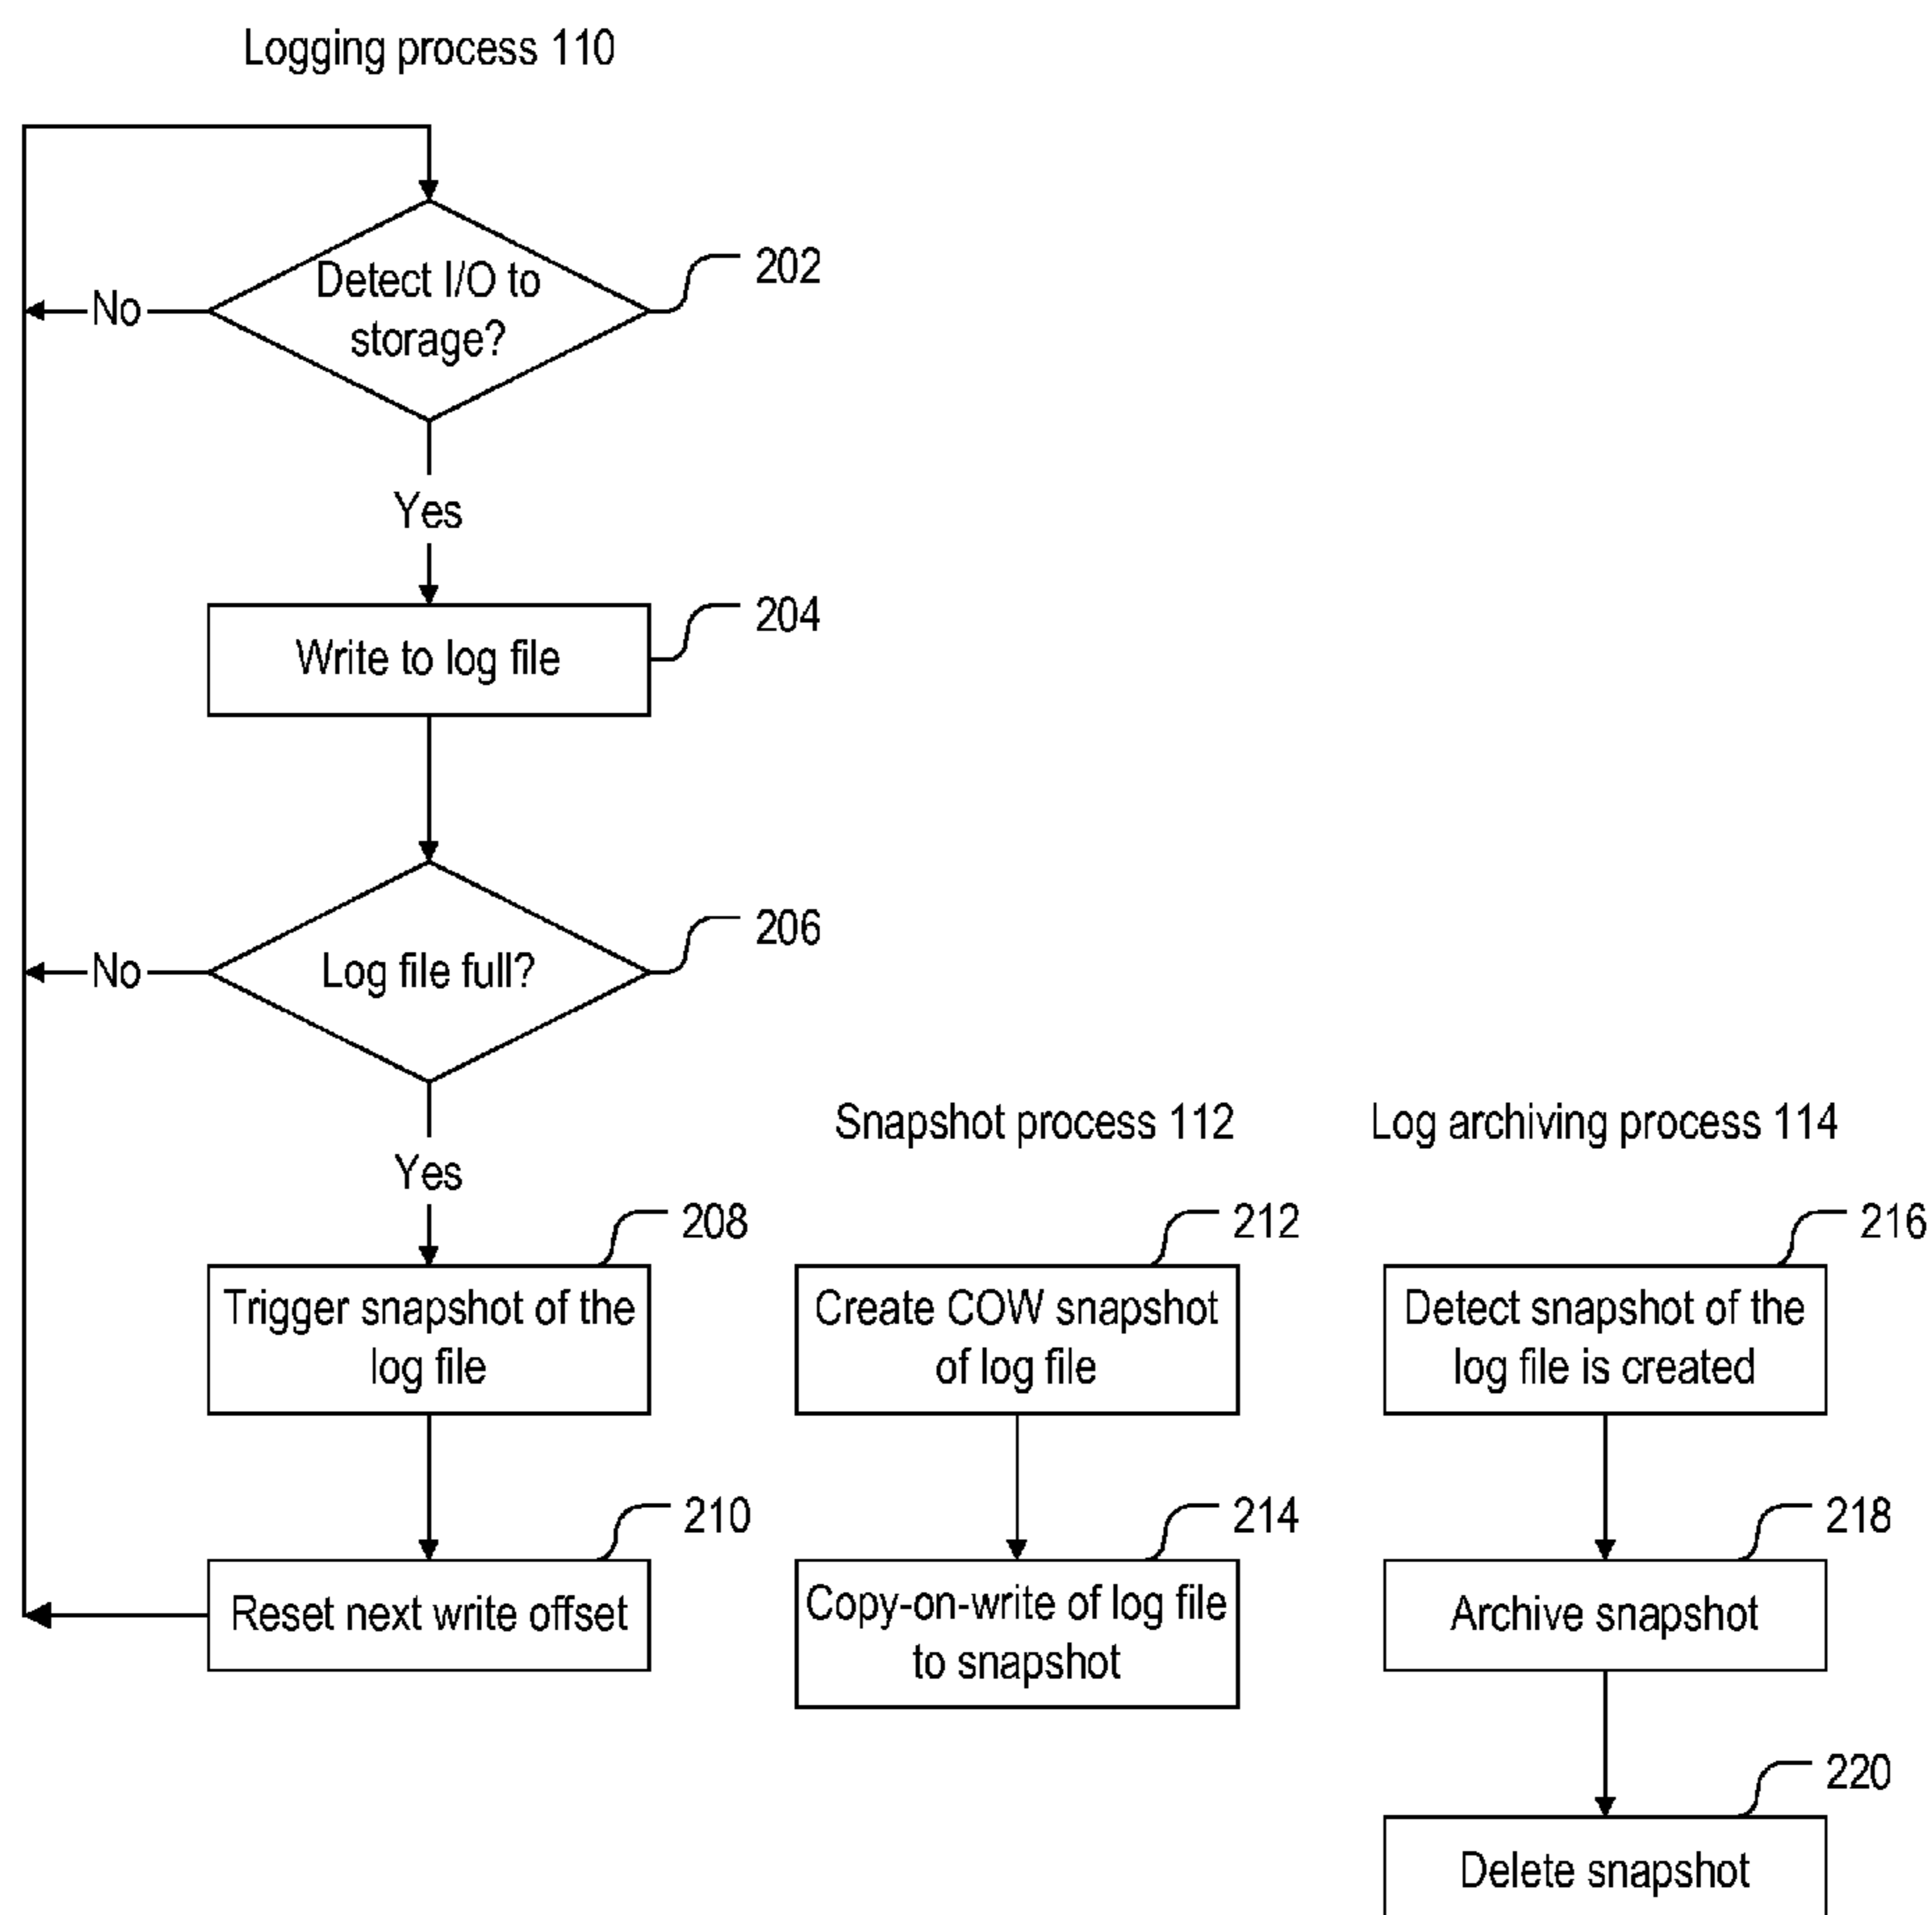 Logging process 110
Detect I/O to
storage?
202
No
Yes
Write to log file
204
Log file full?
206
No
Yes
Trigger snapshot of the
log file
208
Reset next write offset
210
Snapshot process 112
Create COW snapshot
of log file
212
Copy-on-write of log file
to snapshot
214
Log archiving process 114
Detect snapshot of the
log file is created
216
Archive snapshot
218
Delete snapshot
220